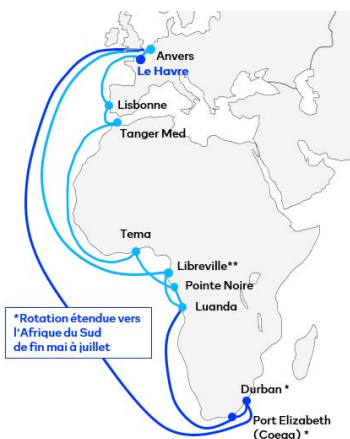 Anvers
Le Havre
Lisbonne
Tanger Med
Tema
Libreville**
Pointe Noire
Luanda
*Rotation étendue vers
l'Afrique du Sud
de fin mai à juillet
Durban *
Port Elizabeth
(Coega) *